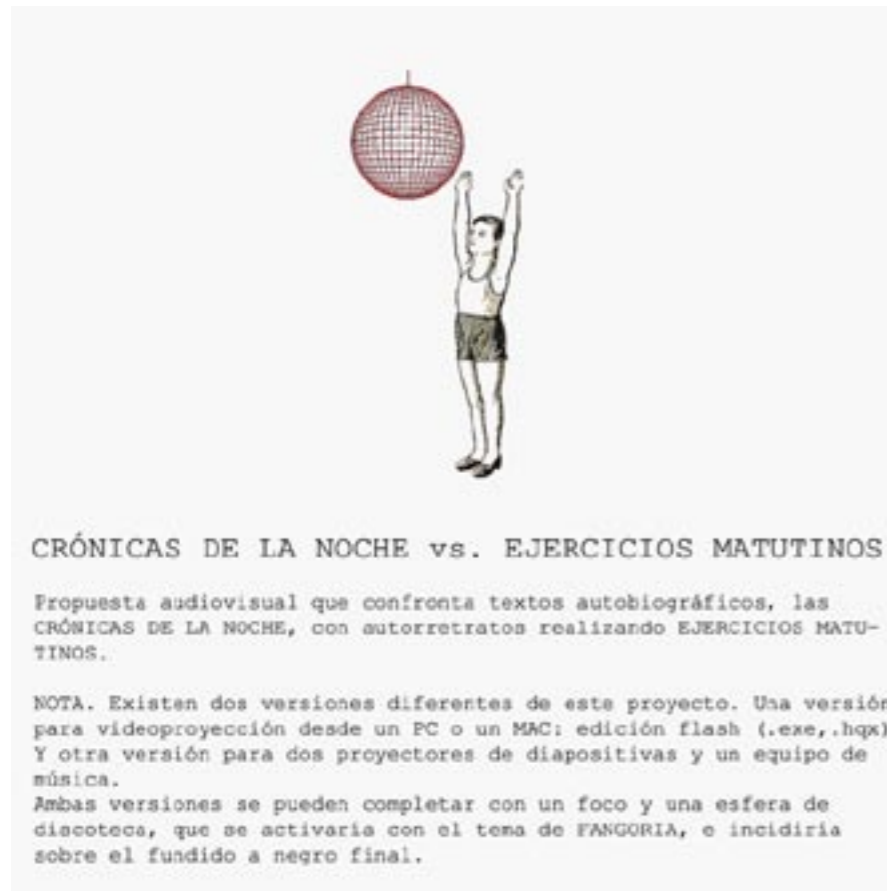 CRÓNICAS DE LA NOCHE vs. EJERCICIOS MATUTINOS
Propuesta audiovisual que confronta textos autobiográficos, las
CRÓNICAS DE LA NOCHE, con autorretratos realizando EJERCICIOS MATU-
TINOS.
NOTA. Existen dos versiones diferentes de este proyecto. Una versión
para videoproyección desde un PC o un MAC: edición flash (.exe,.hqx)
Y otra versión para dos proyectores de diapositivas y un equipo de
música.
Ambas versiones se pueden completar con un foco y una esfera de
discoteca, que se activaria con el tema de FANGORIA, e incidiria
sobre el fundido a negro final.